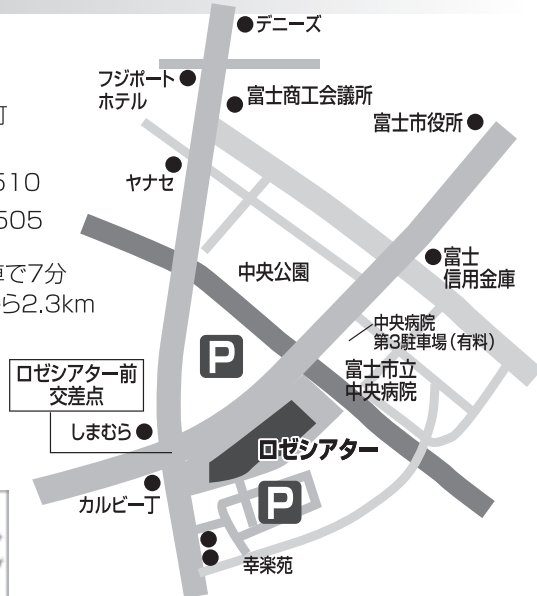 デニーズ
フジポート
ホテル
富士商工会議所
富士市役所
町
ヤナセ
510
505
車で7分
ら2.3km
中央公園
富士
信用金庫
中央病院
第3駐車場(有料)
富士市立
中央病院
P
ロゼシアター前
交差点
しまむら
ロゼシアター
カルビ一丁
P
幸楽苑